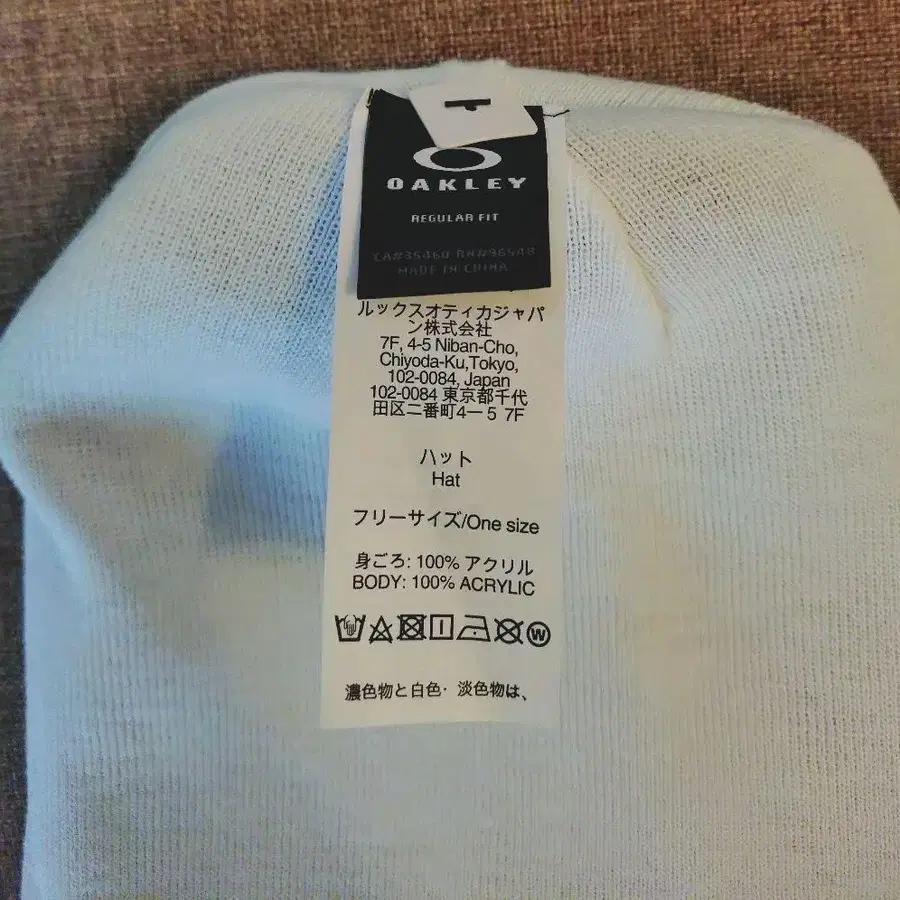 OAKLEY
REGULAR FIT
CA#35460 RN#96548
MADE IN CHINA
ルックスオティカジャパ
ン株式会社
7F, 4-5 Niban-Cho,
Chiyoda-Ku,Tokyo,
102-0084, Japan
102-0084 東京都千代
田区二番町4ー5 7F
ハット
Hat
フリーサイズ/One size
身ごろ: 100% アクリル
BODY: 100% ACRYLIC
W
濃色物と白色・淡色物は、